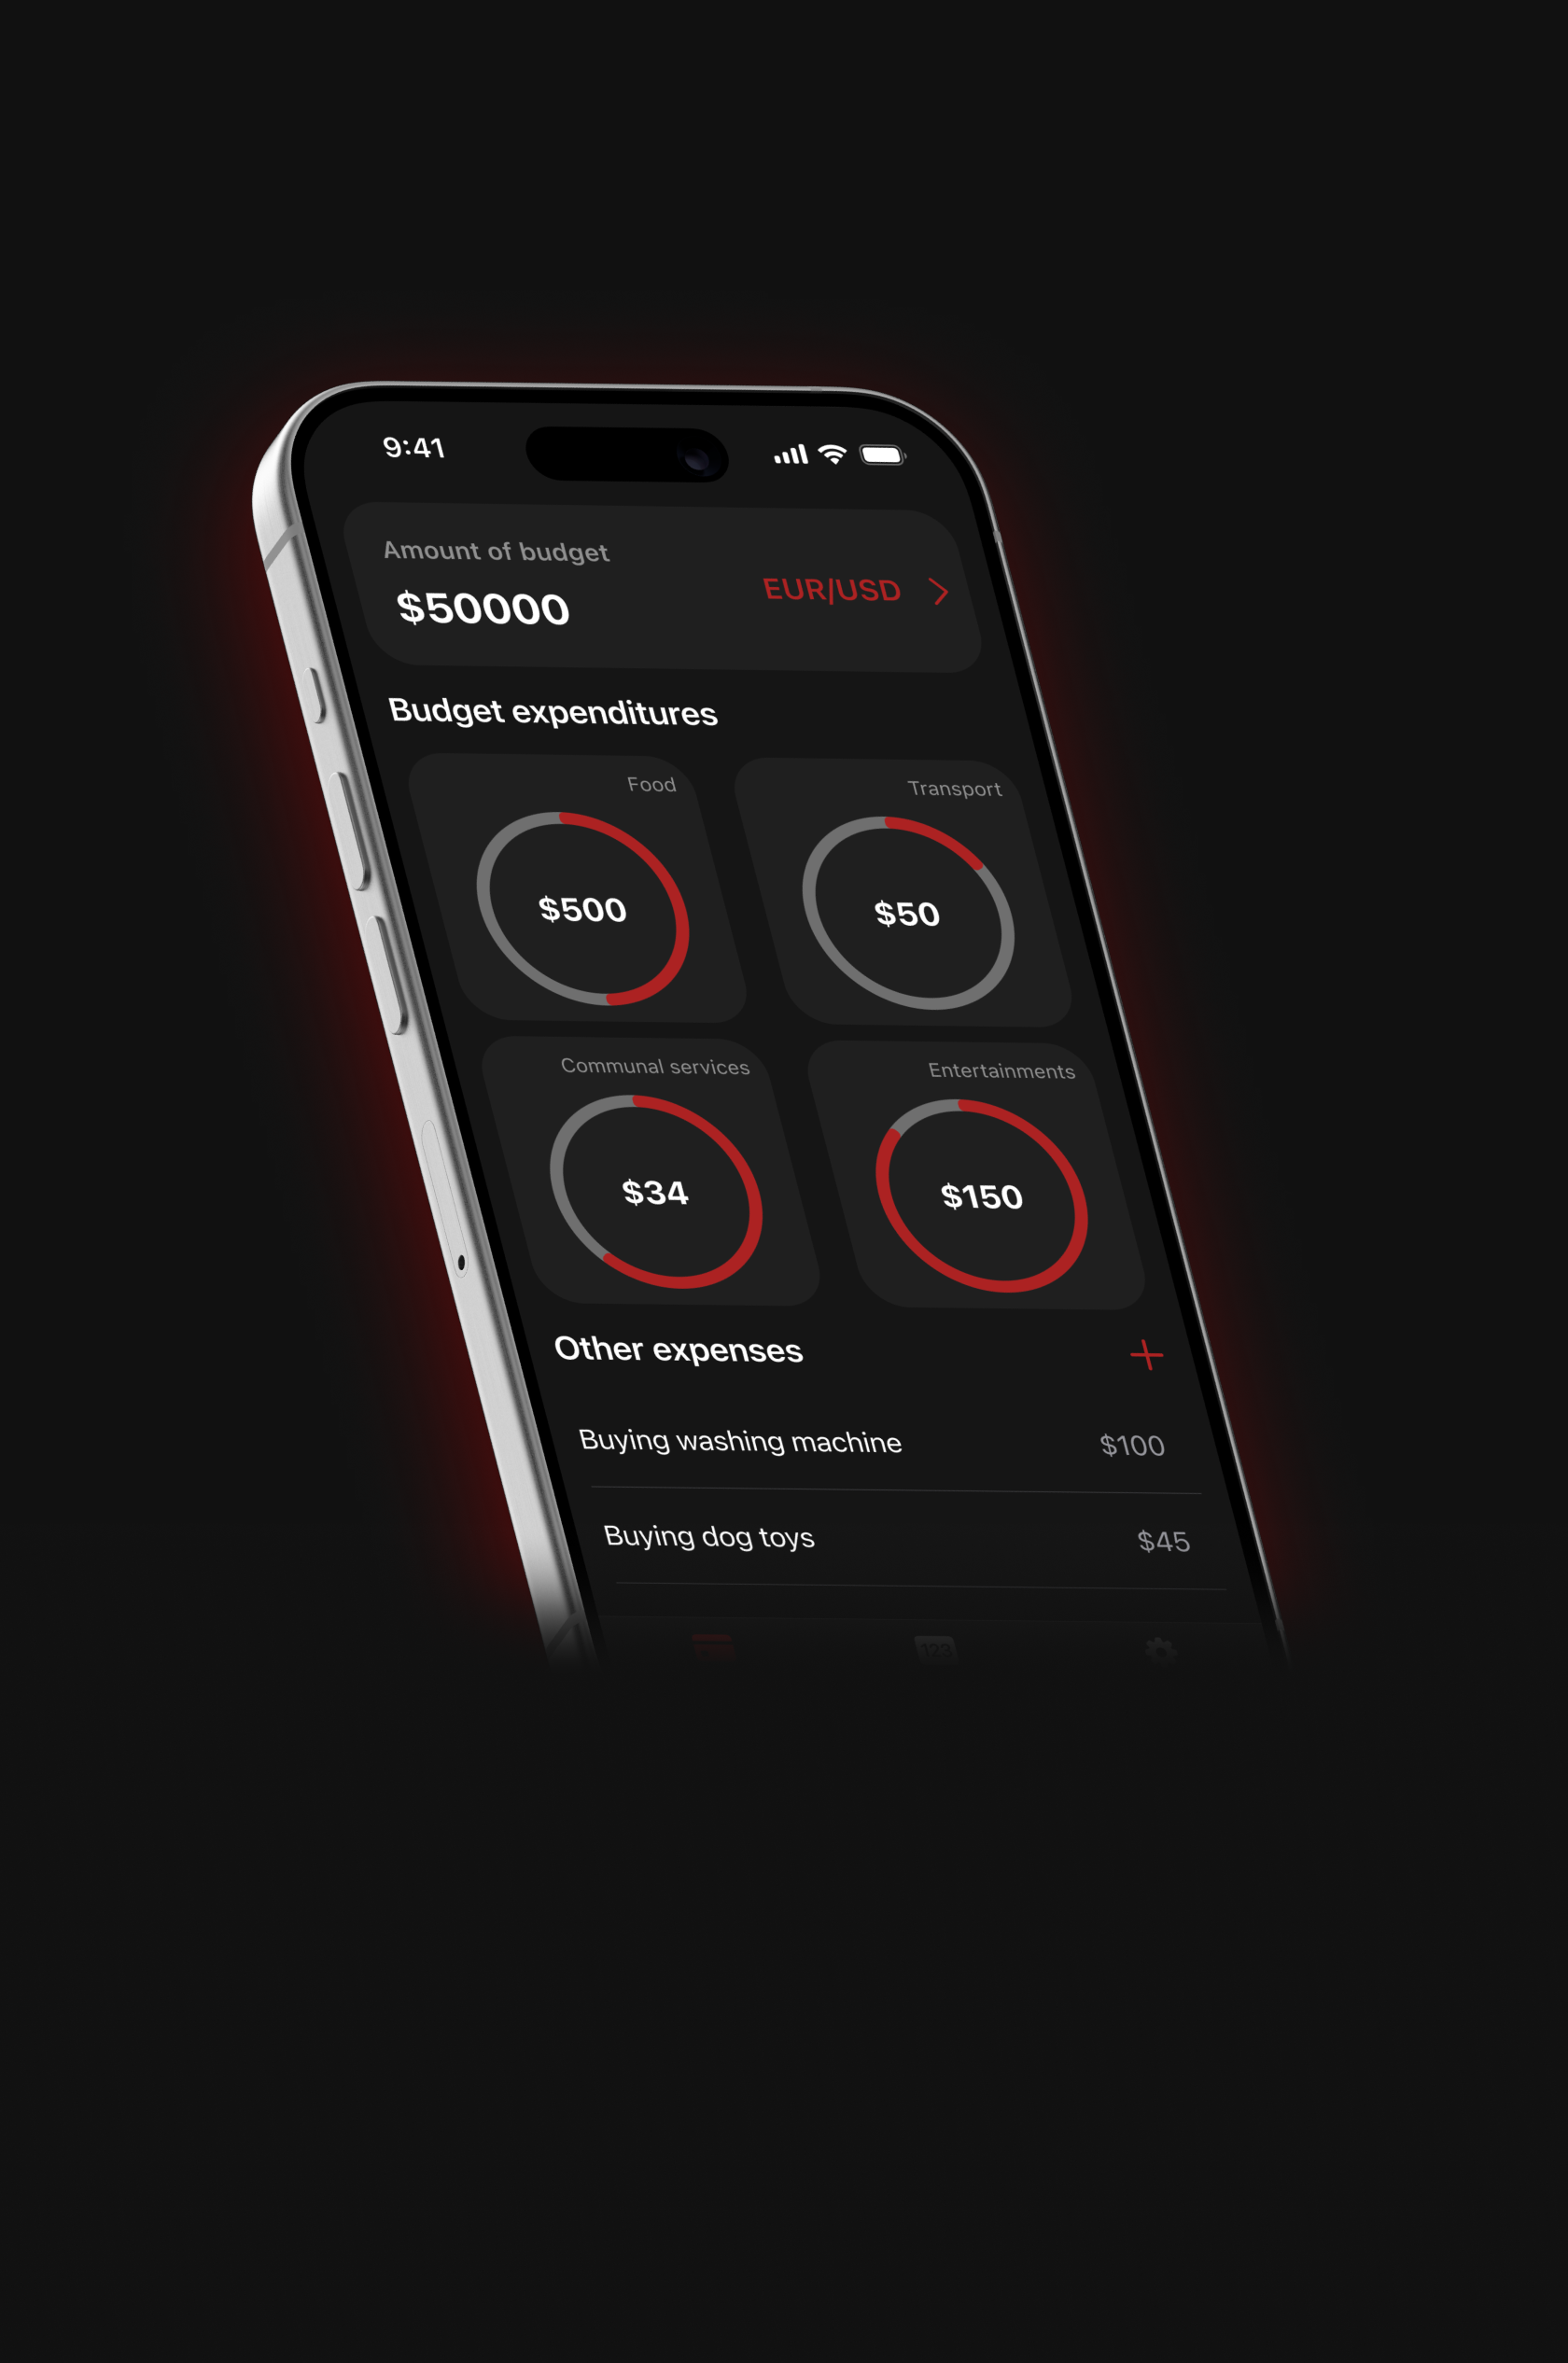 9:41
Amount of budget
$50000
EUR/USD
Budget expenditures
Food
$500
Transport
$50
Communal services
$34
Entertainments
$150
Other expenses
Buying washing machine
$100
Buying dog toys
$45
123